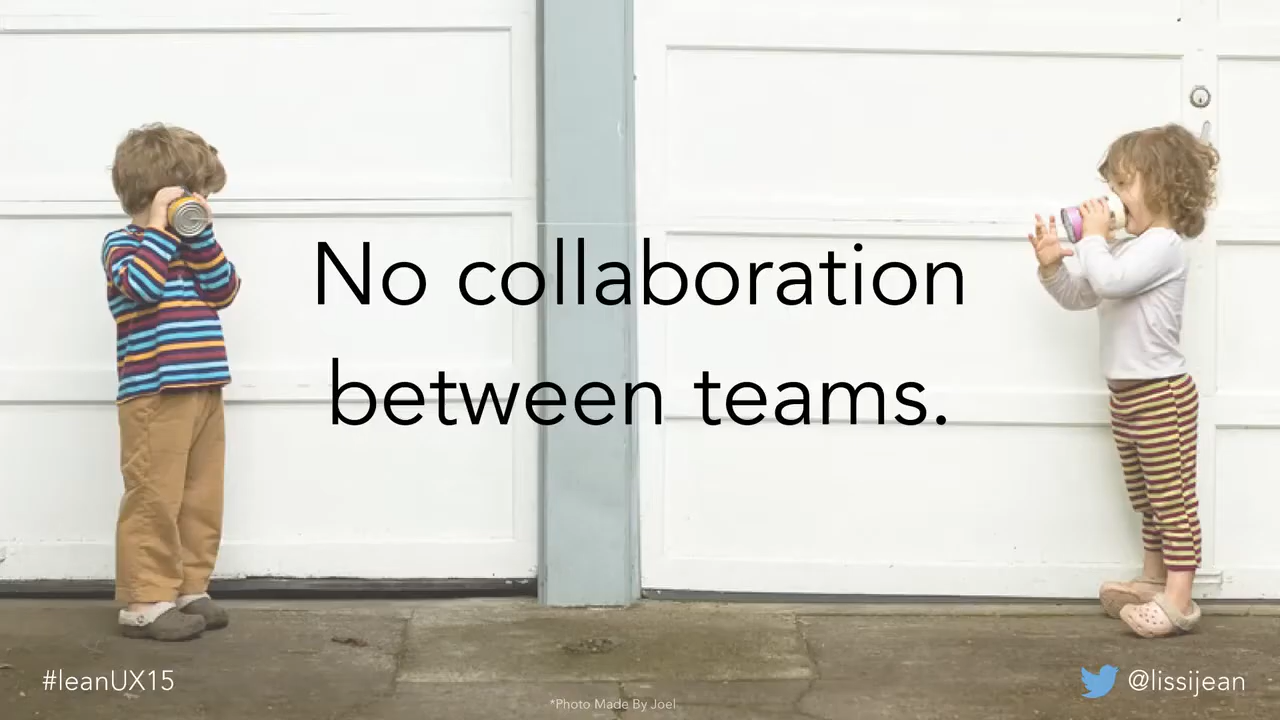 No collaboration
between teams.
#leanUX15
@lissijean
*Photo Made By Joel